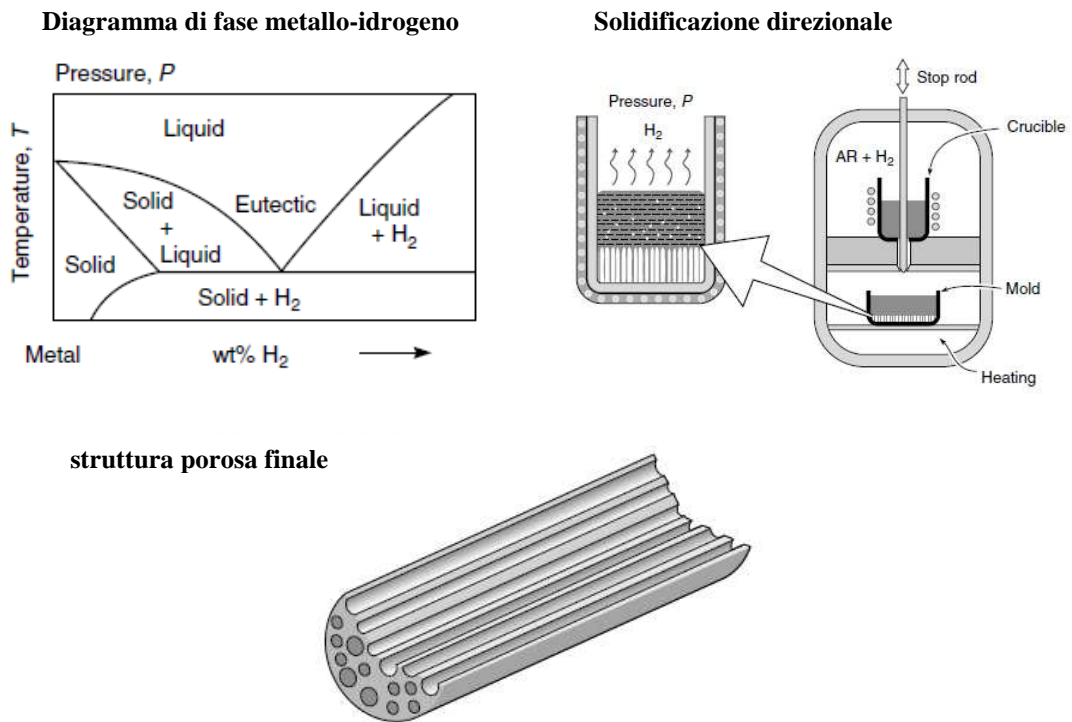 Diagramma di fase metallo-idrogeno
Solidificazione direzionale
Pressure, P
Temperature, T
Liquid
Solid
+
Liquid
Eutectic
Liquid
+ H2
Solid
Solid + H2
Metal
wt% H2
Pressure, P
H2
Stop rod
Crucible
AR + H2
Mold
Heating
struttura porosa finale